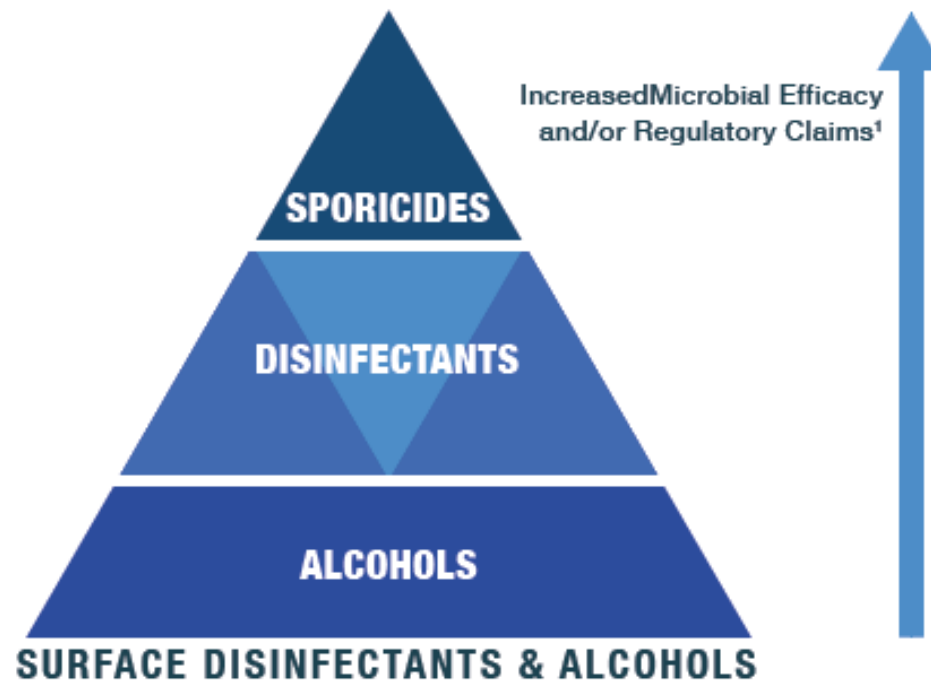 IncreasedMicrobial Efficacy
and/or Regulatory Claims¹
SPORICIDES
DISINFECTANTS
ALCOHOLS
SURFACE DISINFECTANTS & ALCOHOLS